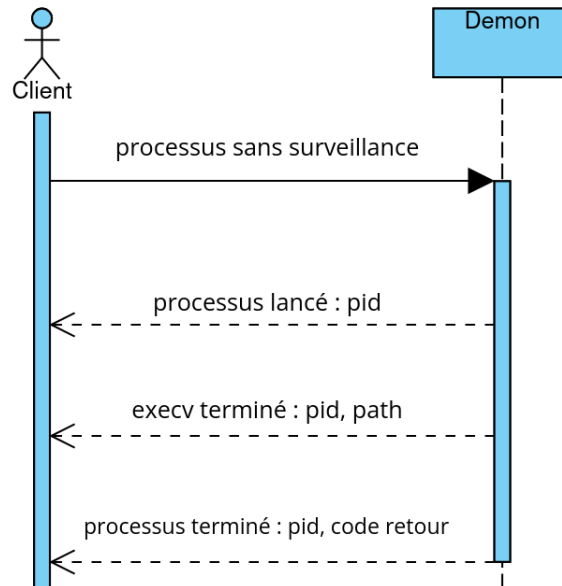 Demon
Client
processus sans surveillance
processus lancé : pid
execv terminé : pid, path
processus terminé : pid, code retour